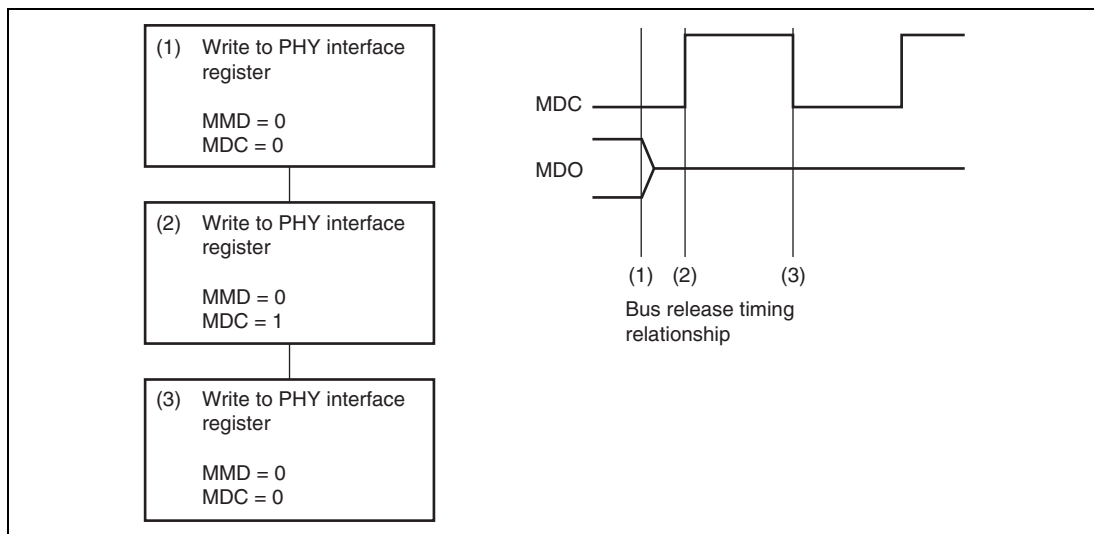 (1) Write to PHY interface
register
MMD = 0
MDC = 0
(2) Write to PHY interface
register
MMD = 0
MDC = 1
(3) Write to PHY interface
register
MMD = 0
MDC = 0
MDC
MDO
(1) (2) (3)
Bus release timing
relationship